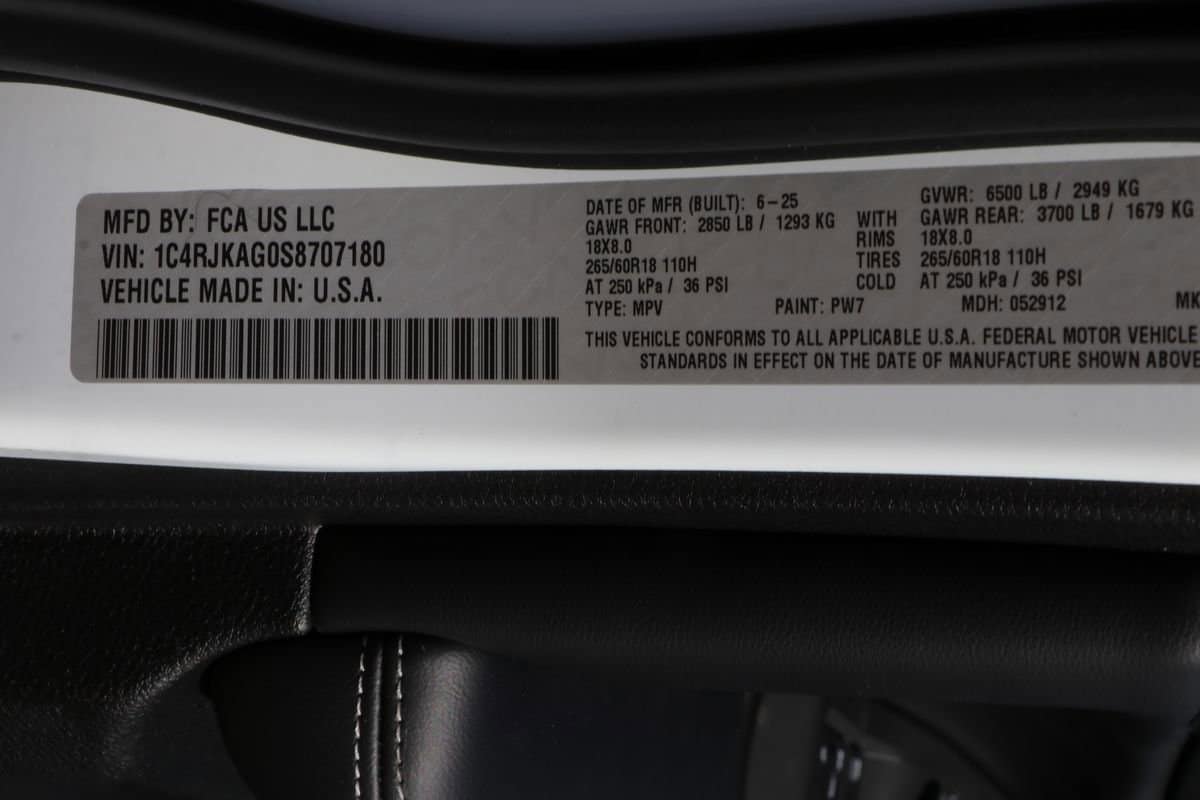 MFD BY: FCA US LLC
VIN: 1C4RJKAG0S8707180
VEHICLE MADE IN: U.S.A.
DATE OF MFR (BUILT): 6-25 GVWR: 6500 LB / 2949 KG
GAWR FRONT: 2850 LB / 1293 KG WITH GAWR REAR: 3700 LB / 1679 KG
18X8.0 RIMS 18X8.0
265/60R18 110H TIRES 265/60R18 110H
AT 250 kPa / 36 PSI COLD AT 250 kPa / 36 PSI
TYPE: MPV PAINT: PW7 MDH: 052912 MK
THIS VEHICLE CONFORMS TO ALL APPLICABLE U.S.A. FEDERAL MOTOR VEHICLE
STANDARDS IN EFFECT ON THE DATE OF MANUFACTURE SHOWN ABOVE